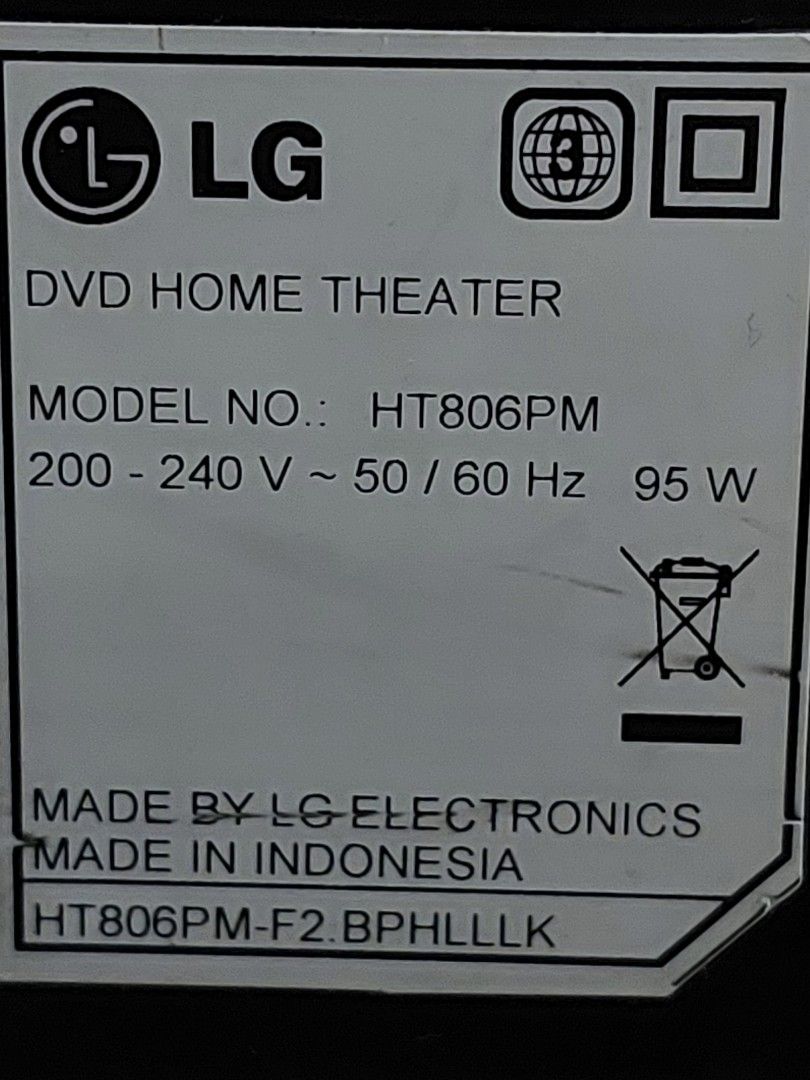 LG LG
3
DVD HOME THEATER
MODEL NO.: HT806PM
200 - 240 V ~ 50 / 60 Hz 95 W
MADE BY LG ELECTRONICS
MADE IN INDONESIA
HT806PM-F2.BPHLLLK